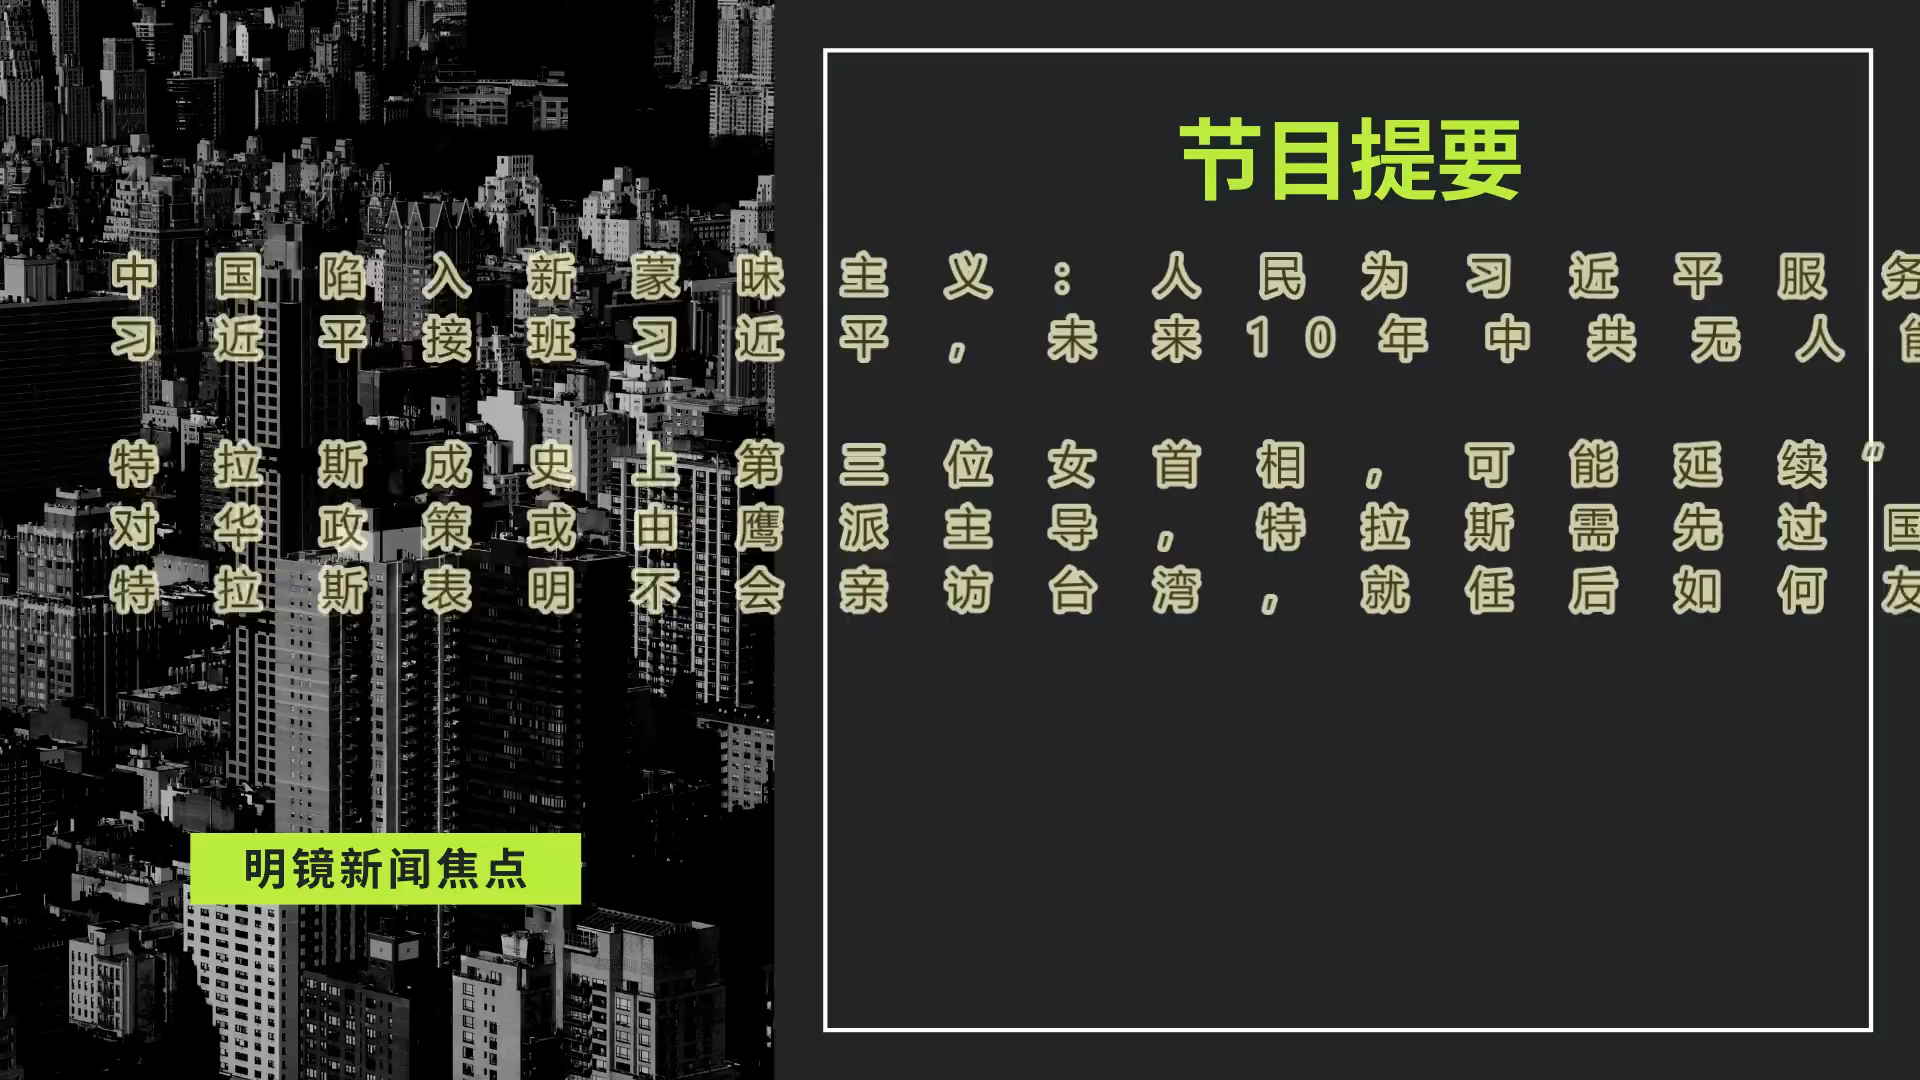 节目提要
中国陷入新蒙昧主义：人民为习近平服务
习近平接班习近平，未来10年中共无人能
特拉斯成史上第三位女首相，可能延续“
对华政策或由鹰派主导，特拉斯需先过国
特拉斯表明不会亲访台湾，就任后如何友
明镜新闻焦点